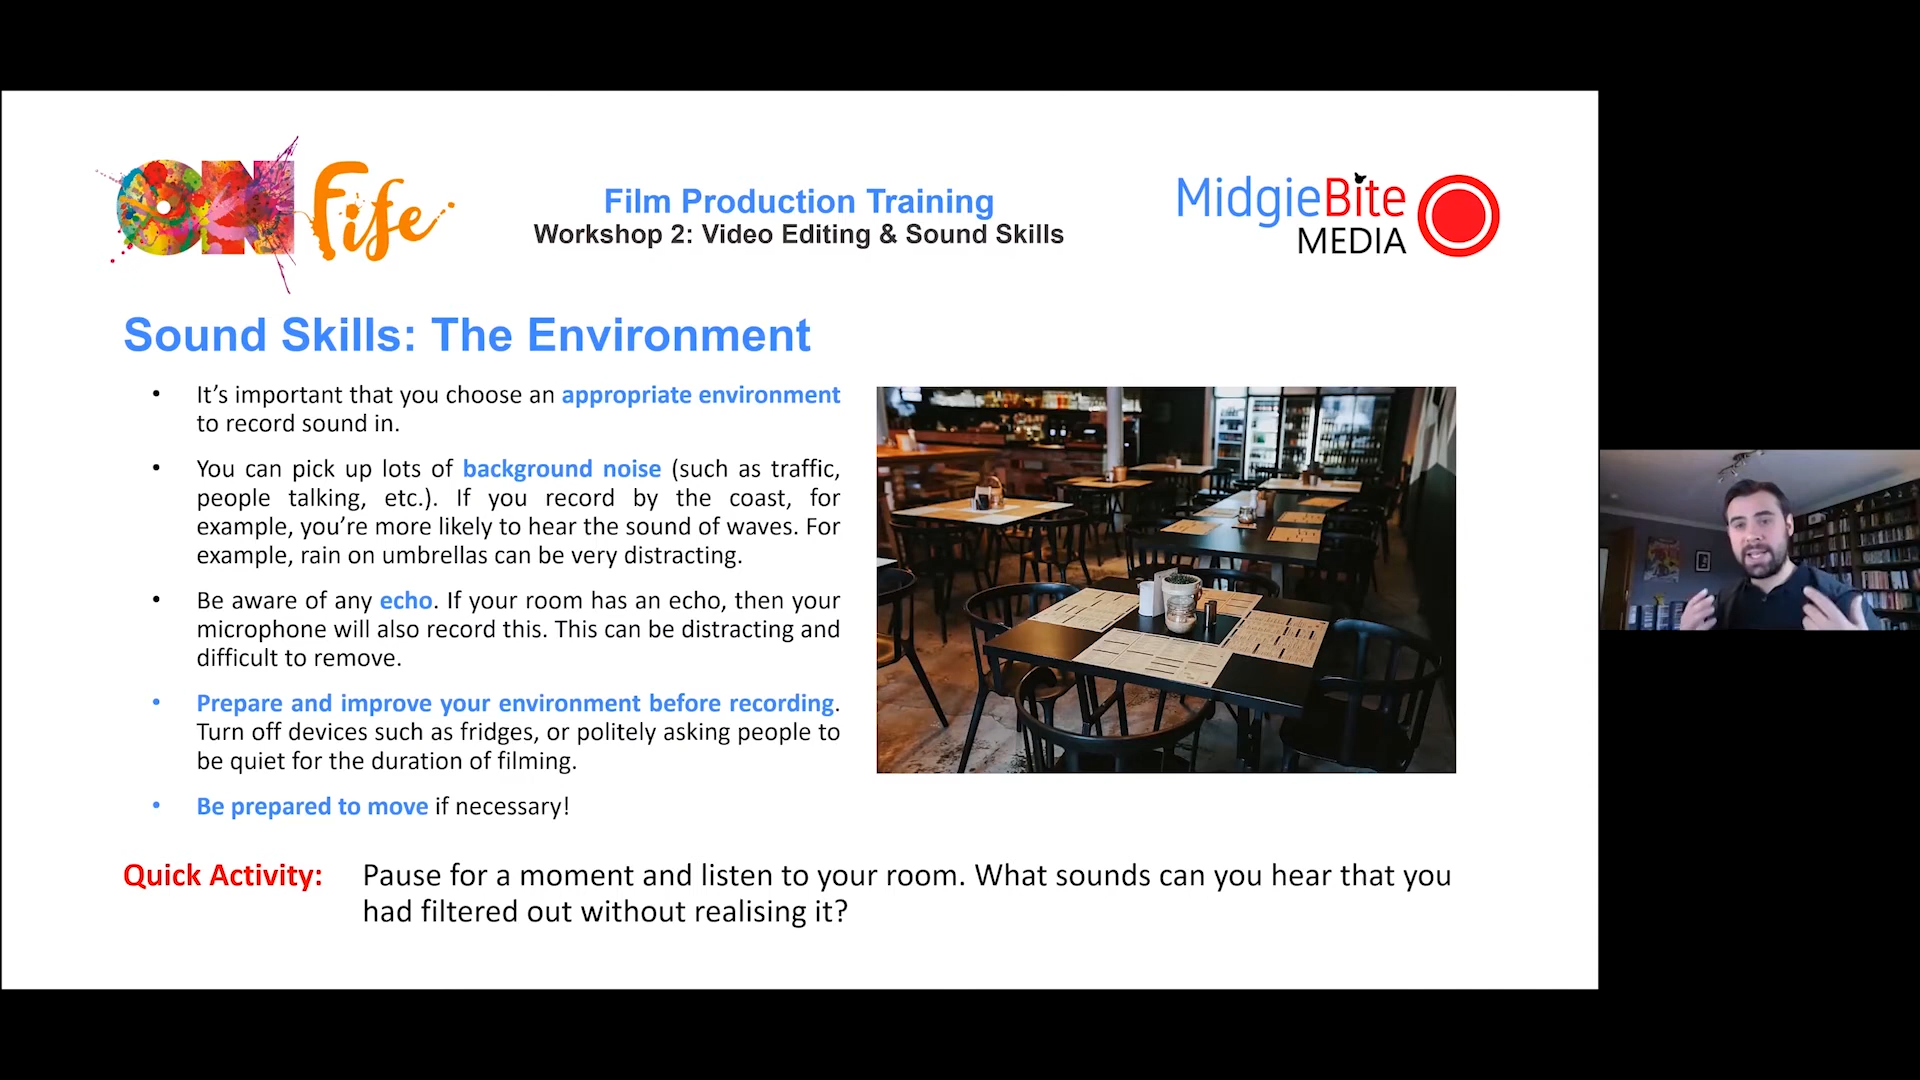 ON Fife
Film Production Training
Workshop 2: Video Editing & Sound Skills
MidgieBite
MEDIA
Sound Skills: The Environment
• It’s important that you choose an appropriate environment
to record sound in.
• You can pick up lots of background noise (such as traffic,
people talking, etc.). If you record by the coast, for
example, you’re more likely to hear the sound of waves. For
example, rain on umbrellas can be very distracting.
• Be aware of any echo. If your room has an echo, then your
microphone will also record this. This can be distracting and
difficult to remove.
• Prepare and improve your environment before recording.
Turn off devices such as fridges, or politely asking people to
be quiet for the duration of filming.
• Be prepared to move if necessary!
Quick Activity: Pause for a moment and listen to your room. What sounds can you hear that you
had filtered out without realising it?